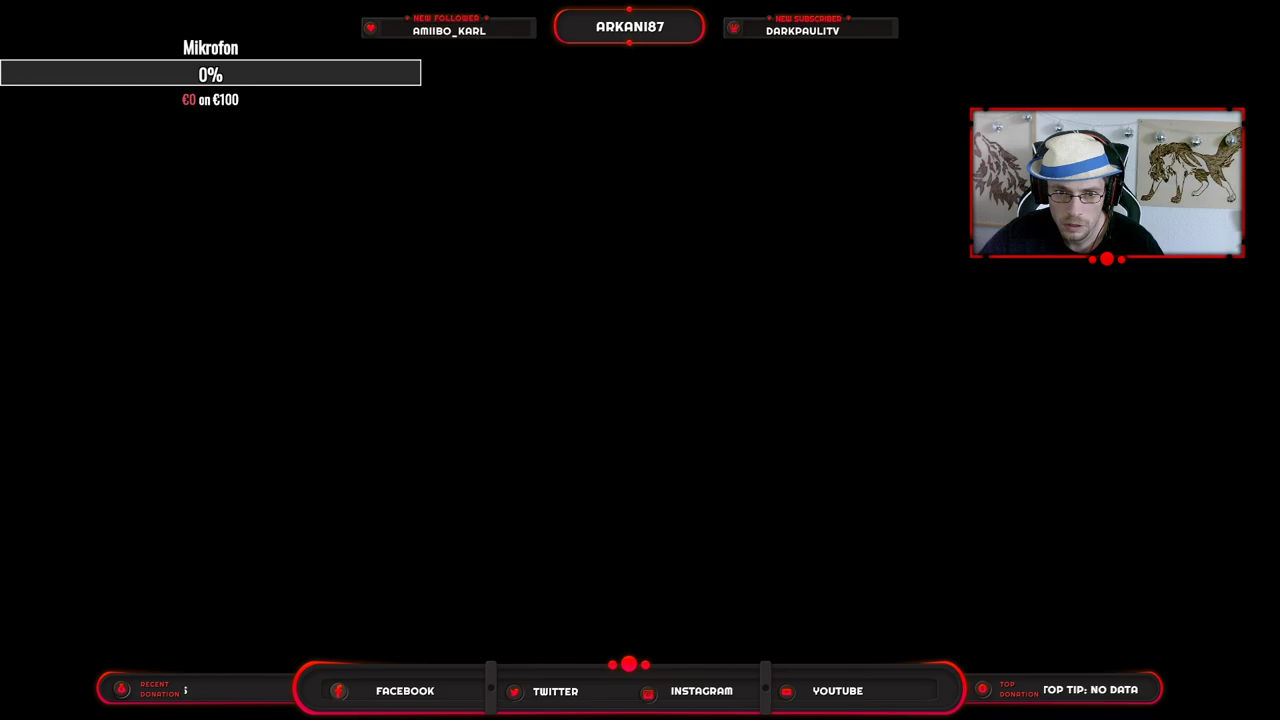 NEW FOLLOWER
AMIIBO_KARL
ARKANI87
NEW SUBSCRIBER
DARKPAULITV
Mikrofon
0%
€0 on €100
RECENT
DONATION
FACEBOOK
TWITTER
INSTAGRAM
YOUTUBE
TOP
DONATION
TOP TIP: NO DATA